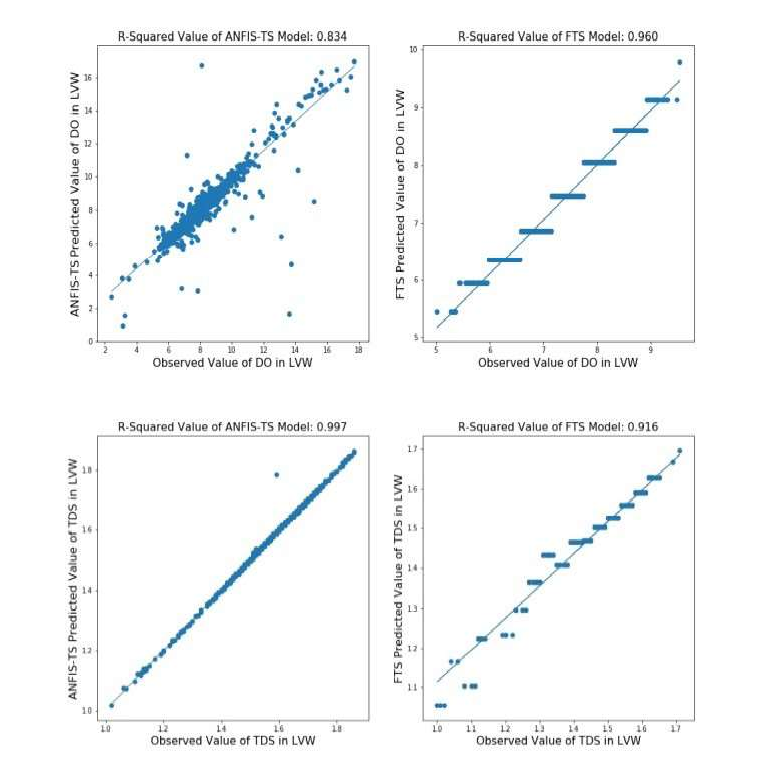 R-Squared Value of ANFIS-TS Model: 0.834
ANFIS-TS Predicted Value of DO in LVW
16
14
12
10
8
6
4
2
0
2 4 6 8 10 12 14 16 18
Observed Value of DO in LVW
R-Squared Value of FTS Model: 0.960
FTS Predicted Value of DO in LVW
10
9
8
7
6
5
5 6 7 8 9
Observed Value of DO in LVW
R-Squared Value of ANFIS-TS Model: 0.997
ANFIS-TS Predicted Value of TDS in LVW
1.8
1.6
1.4
1.2
1.0
1.0 1.2 1.4 1.6 1.8
Observed Value of TDS in LVW
R-Squared Value of FTS Model: 0.916
FTS Predicted Value of TDS in LVW
1.7
1.6
1.5
1.4
1.3
1.2
1.1
1.0 1.1 1.2 1.3 1.4 1.5 1.6 1.7
Observed Value of TDS in LVW